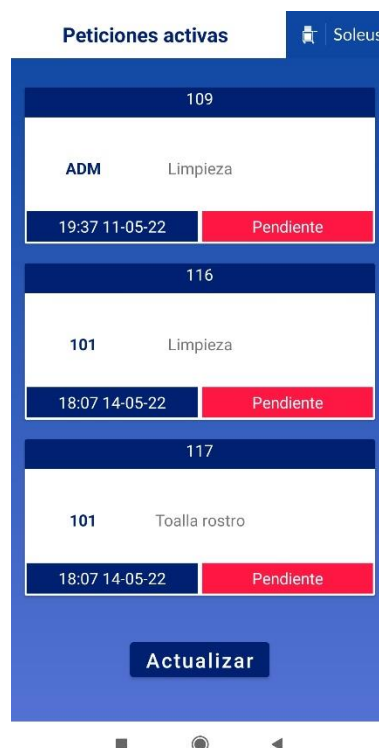 Peticiones activas
Soleus
109
ADM Limpieza
19:37 11-05-22 Pendiente
116
101 Limpieza
18:07 14-05-22 Pendiente
117
101 Toalla rostro
18:07 14-05-22 Pendiente
Actualizar